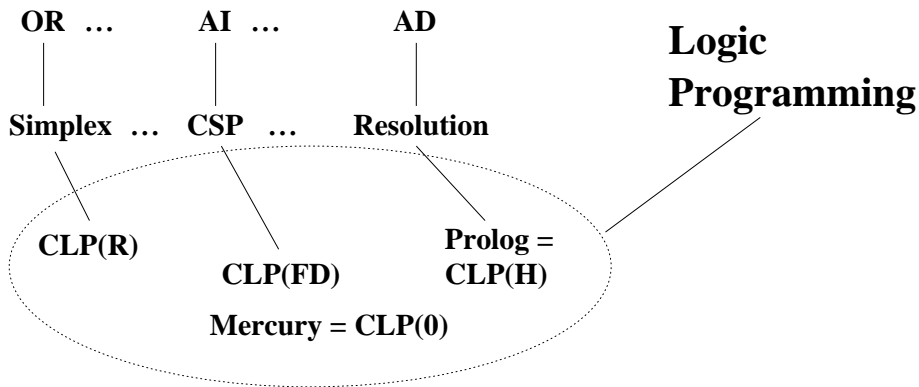 OR … AI … AD
Logic
Programming
Simplex … CSP … Resolution
CLP(R)
Prolog =
CLP(H)
CLP(FD)
Mercury = CLP(0)